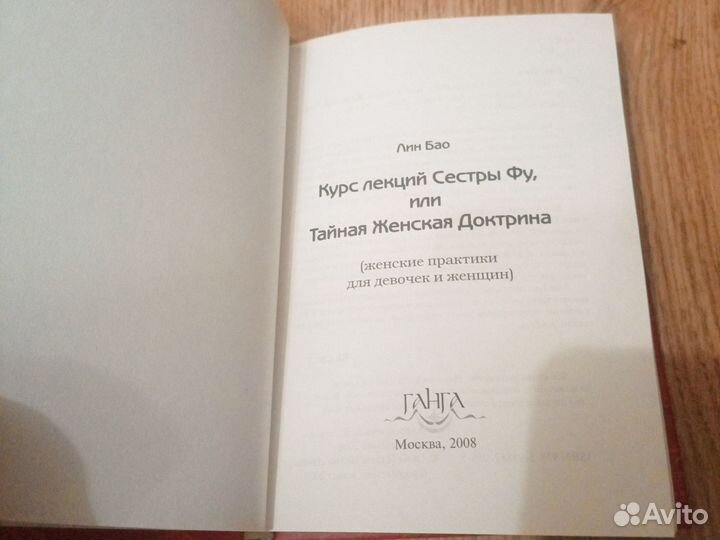 Лин Бао
Курс лекций Сестры Фу,
или
Тайная Женская Доктрина
(женские практики
для девочек и женщин)
ГАНГА
Москва, 2008
Avito